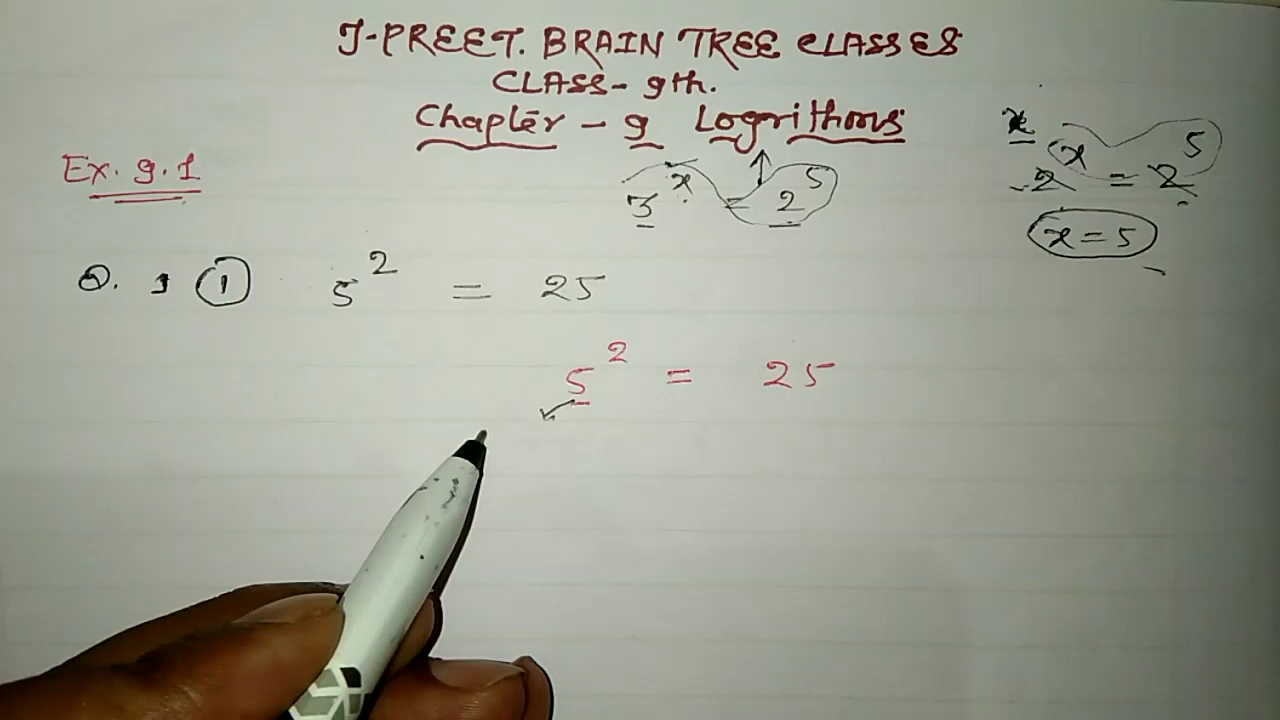 J-PREET. BRAIN TREE CLASSES
CLASS- 9th.
Chapter - 9 Logrithms
Ex. 9.1
3^x = 2^5
x
2^x = 2^5
x = 5
Q. 1 (1) 5^2 = 25
5^2 = 25